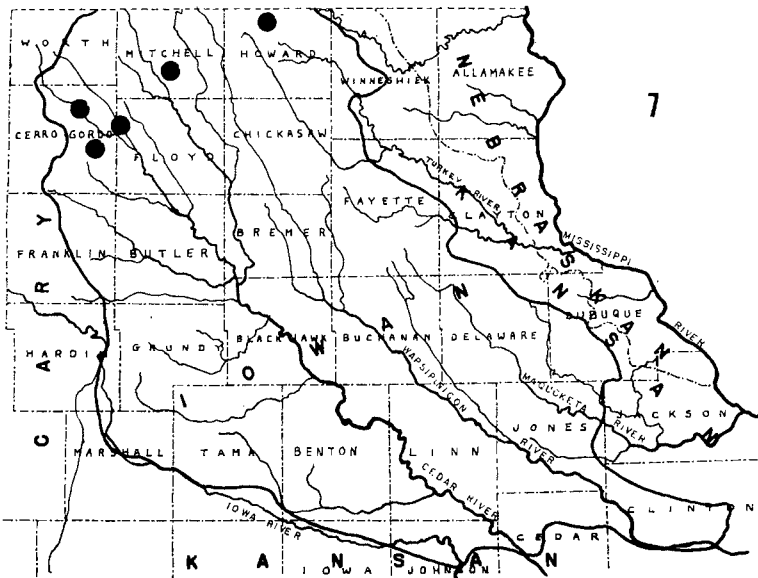 WORTH
MITCHELL
HOWARD
WINNESHIEK
ALLAMAKEE
7
CERRO GORDO
FLOYD
CHICKASAW
TURKEY RIVER
FAYETTE
CLAYTON
MISSISSIPPI
RIVER
FRANKLIN
BUTLER
BREMER
DUBUQUE
HARDIN
GRUNDY
BLACK HAWK
BUCHANAN
DELAWARE
WAPSIPINICON
RIVER
MAQUOKETA
RIVER
JACKSON
JONES
MARSHALL
TAMA
BENTON
LINN
CEDAR RIVER
CLINTON
IOWA RIVER
CEDAR
IOWA
JOHNSON
CARY
IOWAN
KANSAN
NEBRASKAN
KANSAN